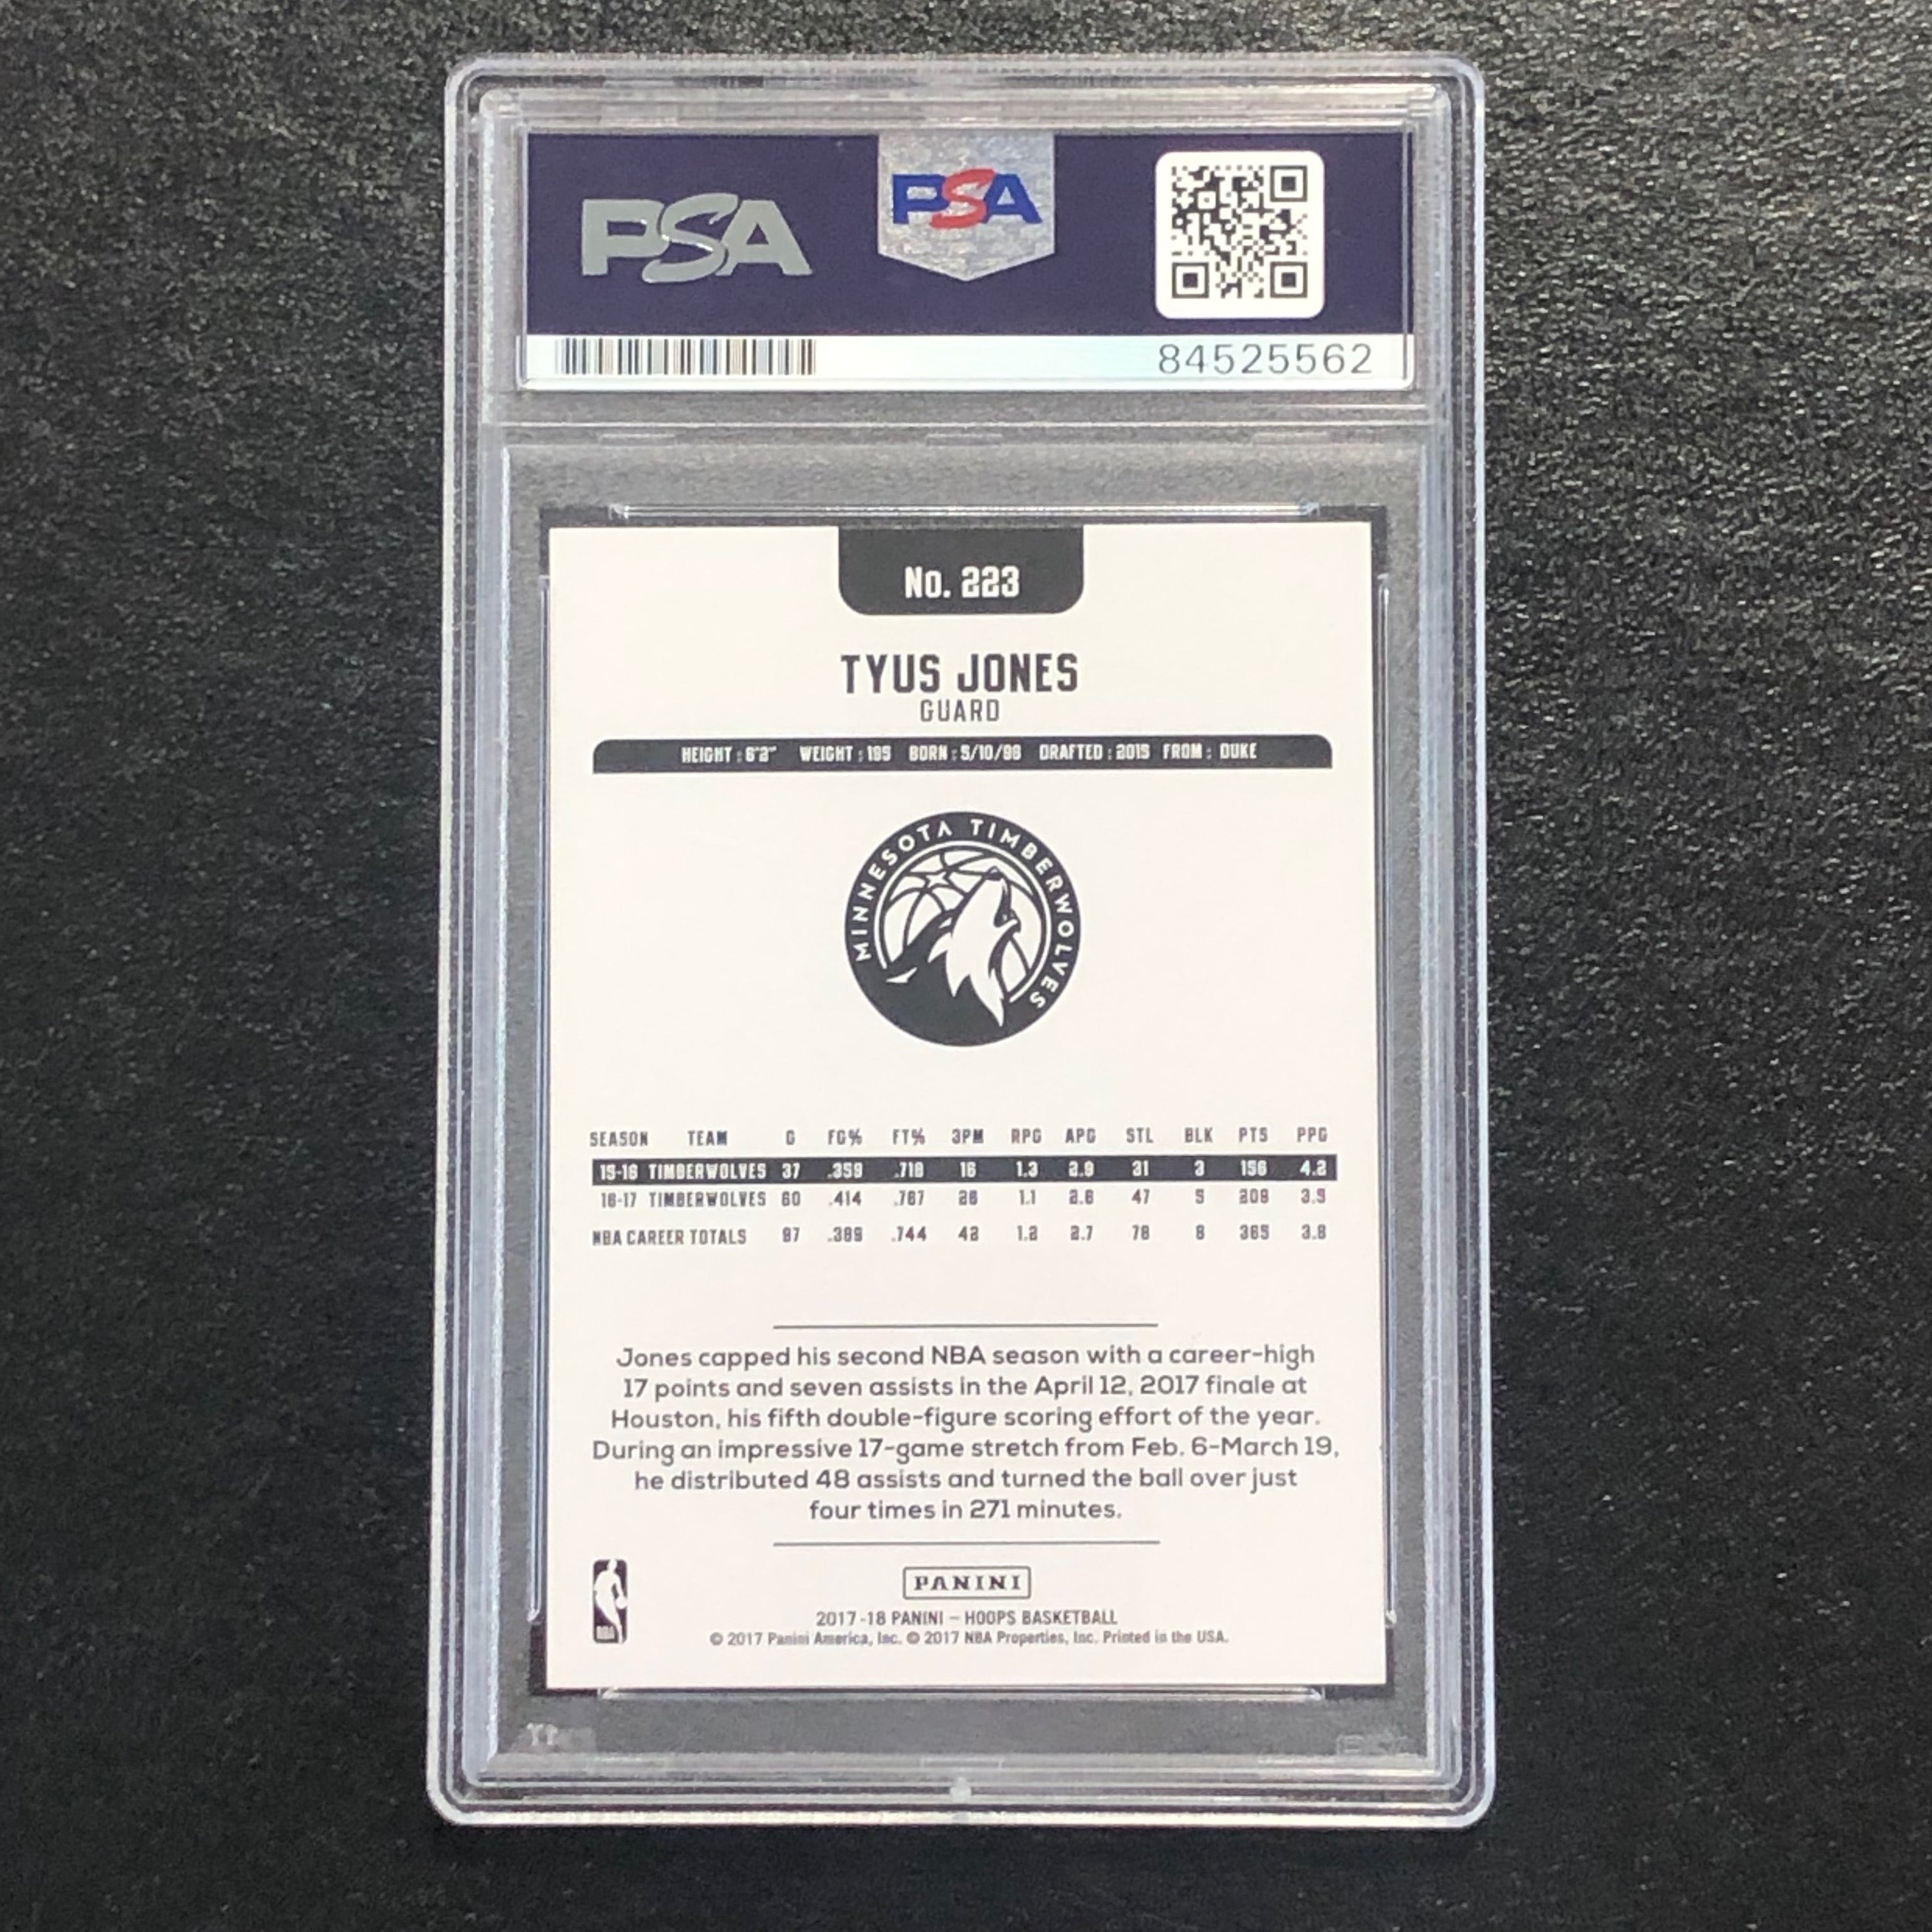 PSA
PSA
84525562
No. 223
TYUS JONES
GUARD
HEIGHT : 6'2" WEIGHT : 195 BORN : 5/10/96 DRAFTED : 2015 FROM : DUKE
MINNESOTA TIMBERWOLVES
SEASON TEAM G FG% FT% 3PM RPG APG STL BLK PTS PPG
15-16 TIMBERWOLVES 37 .359 .718 16 1.3 2.9 31 3 156 4.2
16-17 TIMBERWOLVES 60 .414 .767 26 1.1 2.6 47 5 209 3.5
NBA CAREER TOTALS 97 .389 .744 42 1.2 2.7 78 8 365 3.8
Jones capped his second NBA season with a career-high
17 points and seven assists in the April 12, 2017 finale at
Houston, his fifth double-figure scoring effort of the year.
During an impressive 17-game stretch from Feb. 6-March 19,
he distributed 48 assists and turned the ball over just
four times in 271 minutes.
NBA
PANINI
2017-18 PANINI – HOOPS BASKETBALL
© 2017 Panini America, Inc. © 2017 NBA Properties, Inc. Printed in the USA.